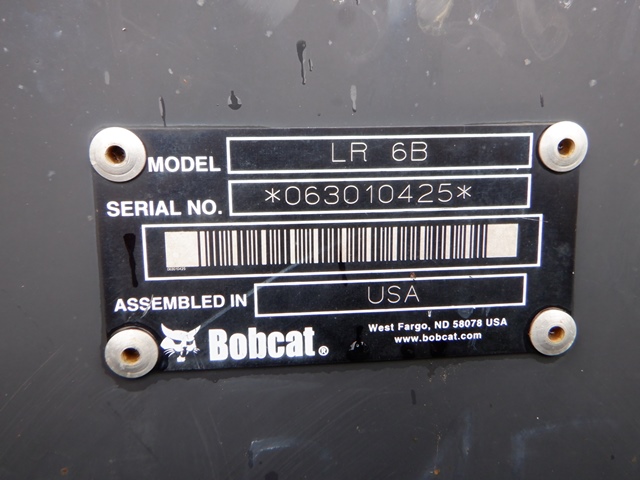 MODEL LR 6B
SERIAL NO. *063010425*
ASSEMBLED IN USA
Bobcat®
West Fargo, ND 58078 USA
www.bobcat.com